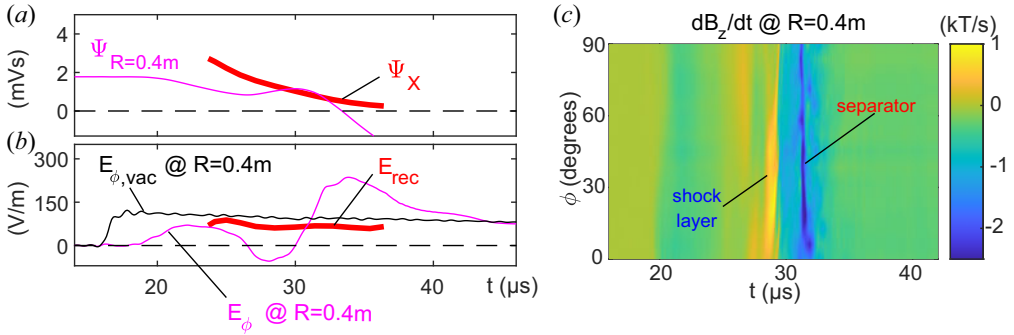 (a)
4
2
0
(mVs)
Ψ R=0.4m
Ψ X
(b)
300
150
0
(V/m)
E ϕ,vac @ R=0.4m
E rec
20
30
40
t (μs)
E ϕ @ R=0.4m
(c)
dB z /dt @ R=0.4m
(kT/s)
90
60
30
0
ϕ (degrees)
separator
shock
layer
20
30
40
t (μs)
1
0
-1
-2